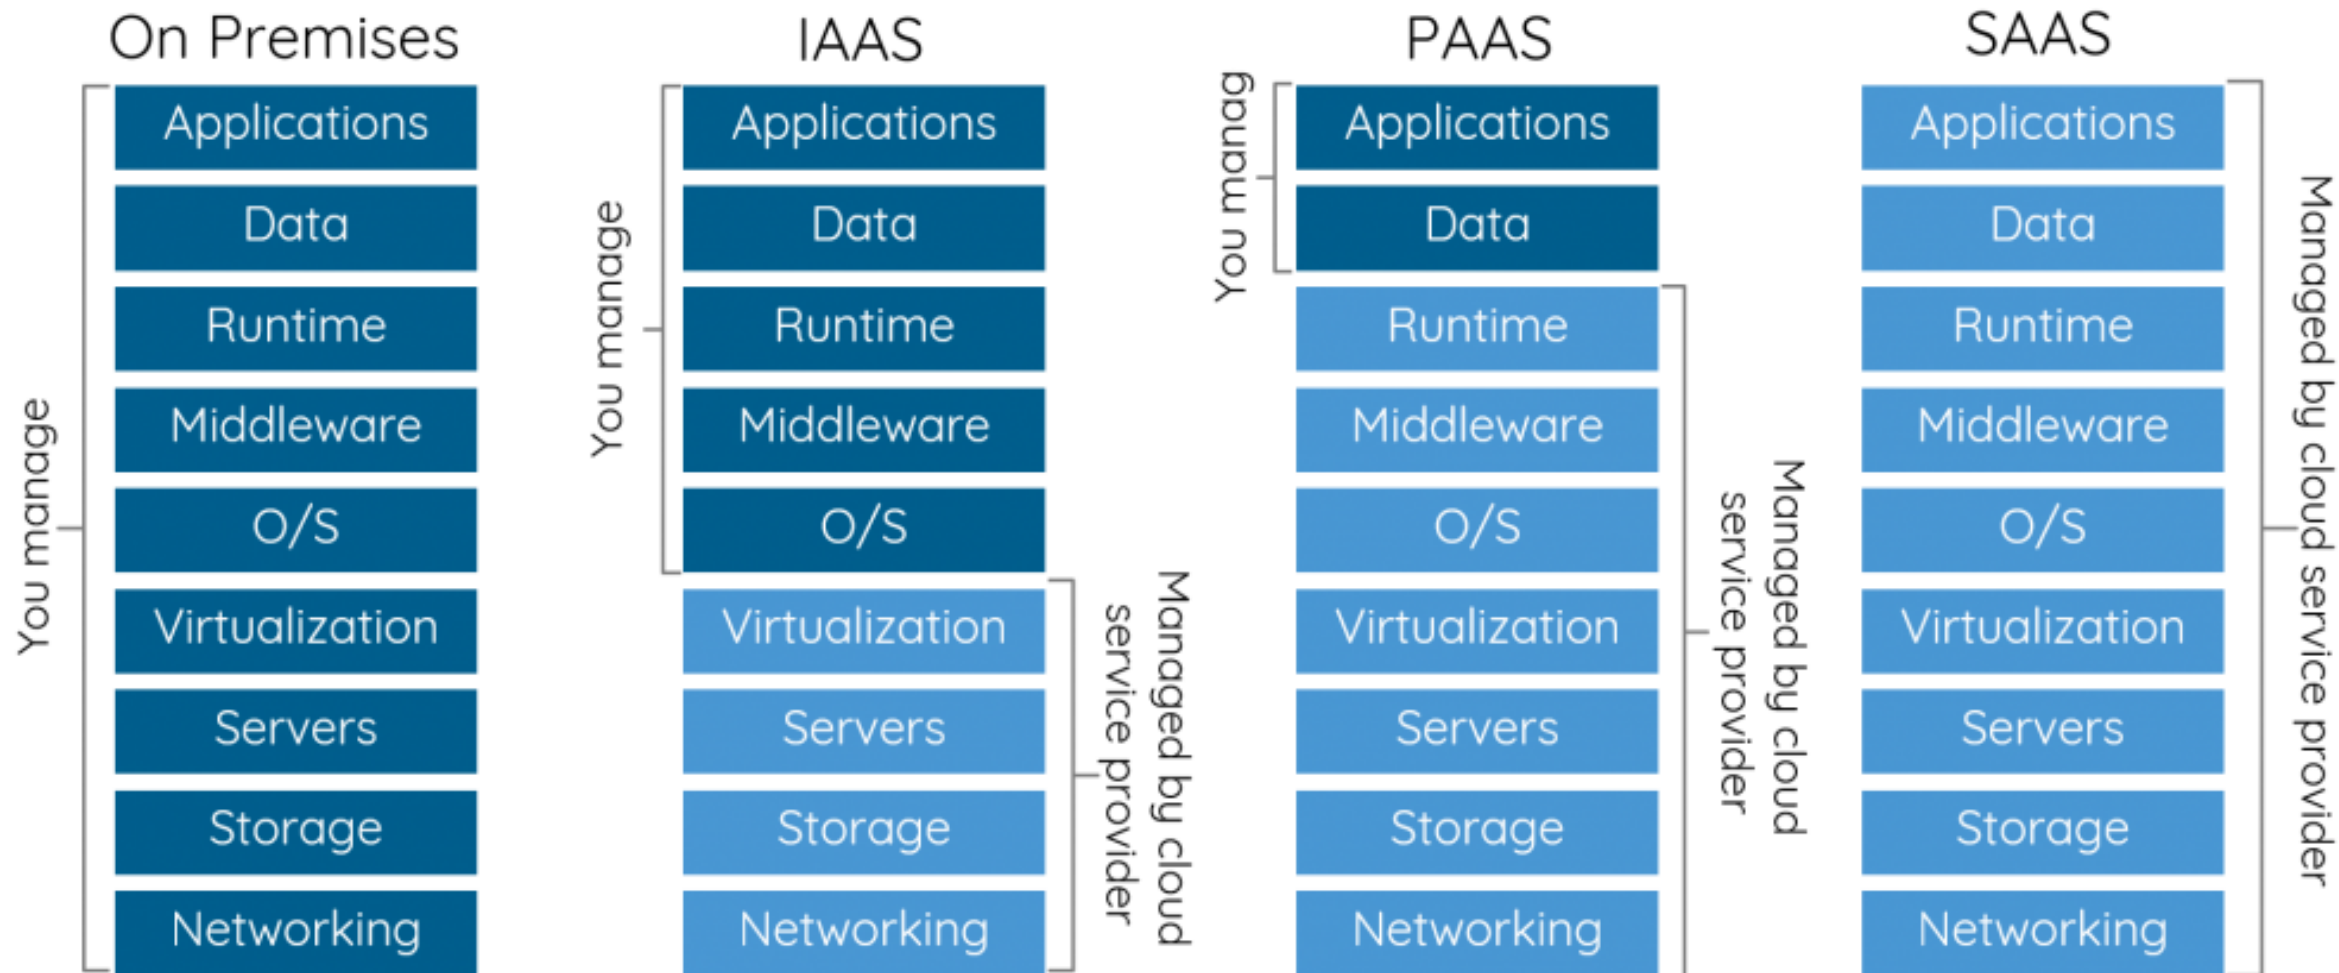 On Premises
You manage
Applications
Data
Runtime
Middleware
O/S
Virtualization
Servers
Storage
Networking
IAAS
You manage
Applications
Data
Runtime
Middleware
O/S
Virtualization
Servers
Storage
Networking
Managed by cloud
service provider
PAAS
You manag
Applications
Data
Runtime
Middleware
O/S
Virtualization
Servers
Storage
Networking
Managed by cloud
service provider
SAAS
Applications
Data
Runtime
Middleware
O/S
Virtualization
Servers
Storage
Networking
Managed by cloud service provider